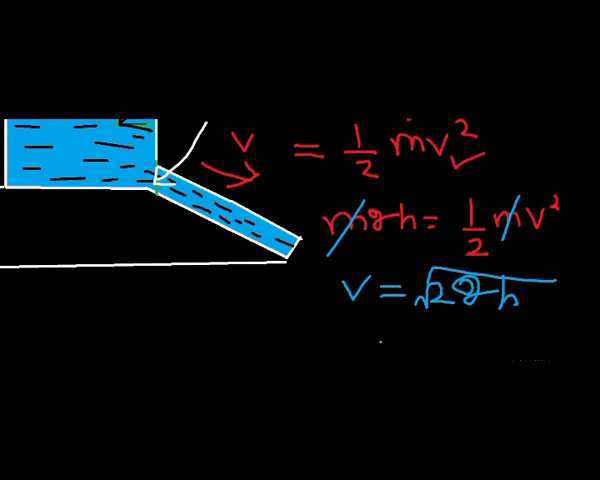 V = 1/2 mv²
mgh = 1/2 mv²
v = √2gh